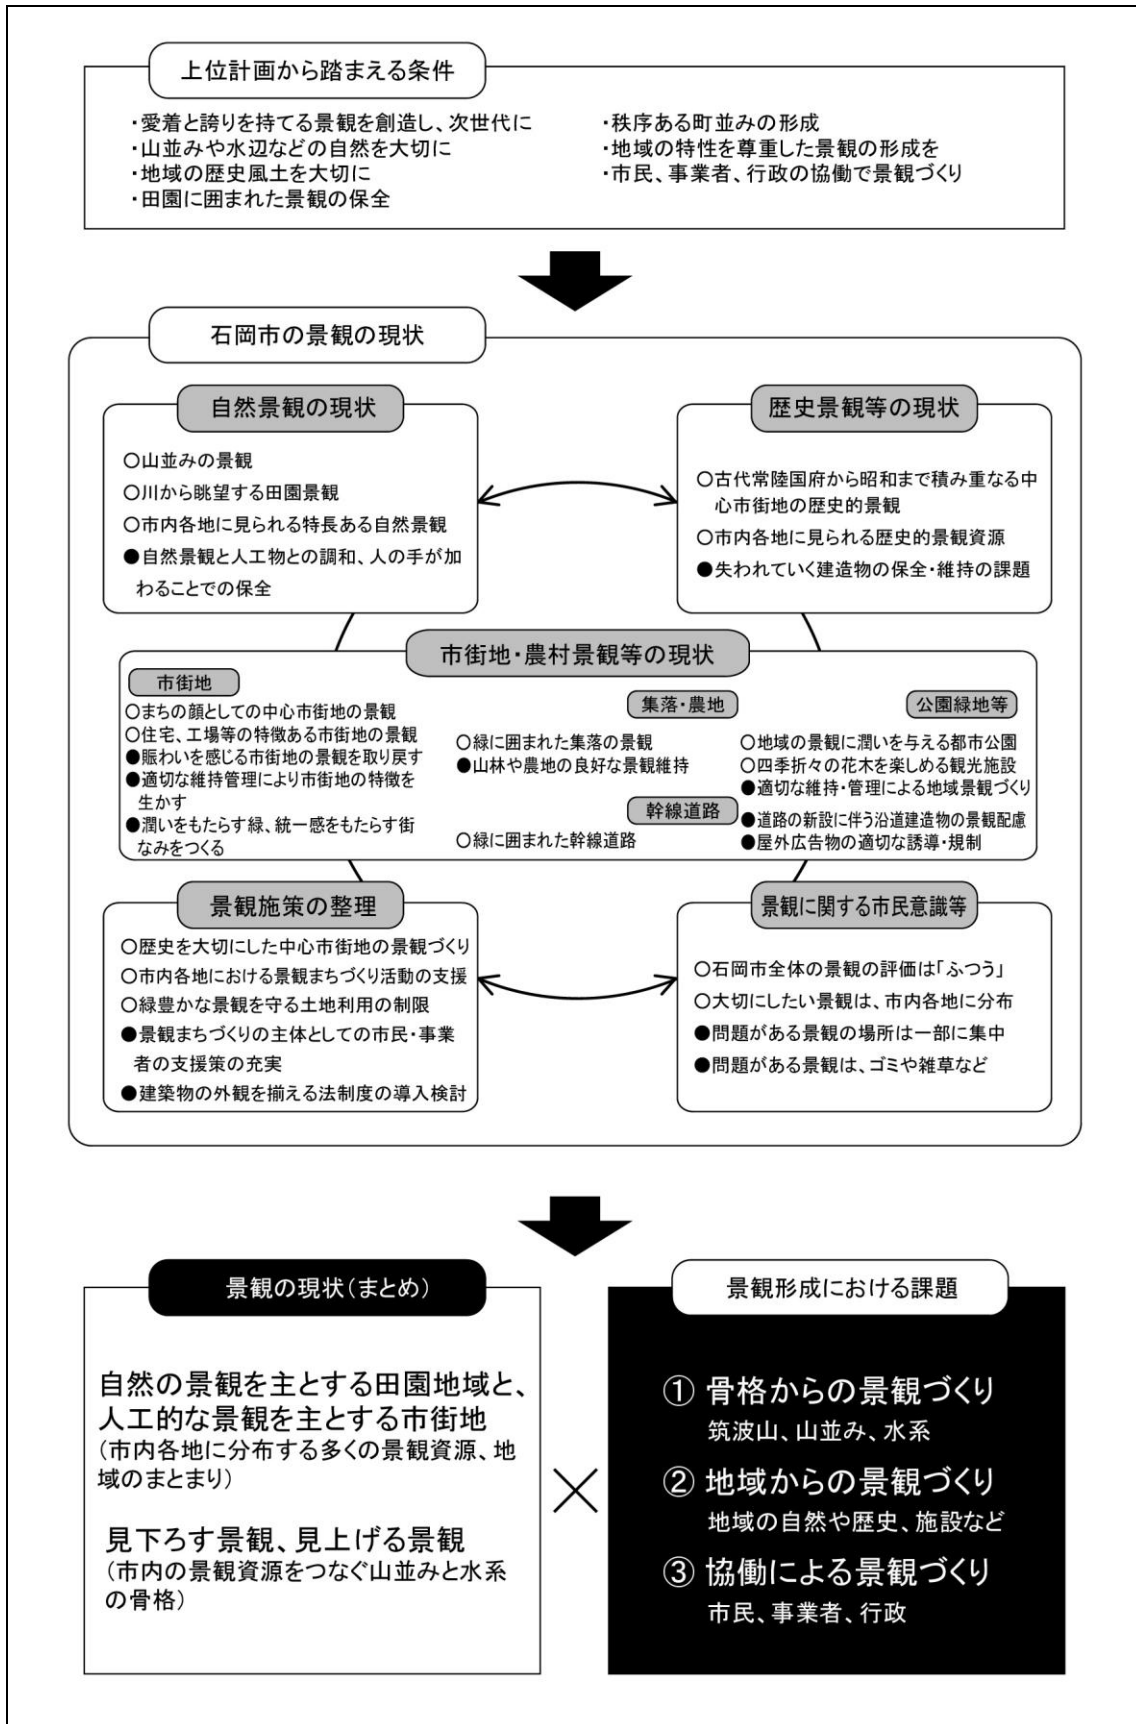 上位計画から踏まえる条件
・愛着と誇りを持てる景観を創造し、次世代に
・山並みや水辺などの自然を大切に
・地域の歴史風土を大切に
・田園に囲まれた景観の保全
・秩序ある町並みの形成
・地域の特性を尊重した景観の形成を
・市民、事業者、行政の協働で景観づくり
石岡市の景観の現状
自然景観の現状
○山並みの景観
○川から眺望する田園景観
○市内各地に見られる特長ある自然景観
●自然景観と人工物との調和、人の手が加
わることでの保全
歴史景観等の現状
○古代常陸国府から昭和まで積み重なる中
心市街地の歴史的景観
○市内各地に見られる歴史的景観資源
●失われていく建造物の保全・維持の課題
市街地・農村景観等の現状
市街地
○まちの顔としての中心市街地の景観
○住宅、工場等の特徴ある市街地の景観
●賑わいを感じる市街地の景観を取り戻す
●適切な維持管理により市街地の特徴を
生かす
●潤いをもたらす緑、統一感をもたらす街
なみをつくる
集落・農地
○緑に囲まれた集落の景観
●山林や農地の良好な景観維持
幹線道路
○緑に囲まれた幹線道路
公園緑地等
○地域の景観に潤いを与える都市公園
○四季折々の花木を楽しめる観光施設
●適切な維持・管理による地域景観づくり
●道路の新設に伴う沿道建造物の景観配慮
●屋外広告物の適切な誘導・規制
景観施策の整理
○歴史を大切にした中心市街地の景観づくり
○市内各地における景観まちづくり活動の支援
○緑豊かな景観を守る土地利用の制限
●景観まちづくりの主体としての市民・事業
者の支援策の充実
●建築物の外観を揃える法制度の導入検討
景観に関する市民意識等
○石岡市全体の景観の評価は「ふつう」
○大切にしたい景観は、市内各地に分布
●問題がある景観の場所は一部に集中
●問題がある景観は、ゴミや雑草など
景観の現状(まとめ)
自然の景観を主とする田園地域と、
人工的な景観を主とする市街地
(市内各地に分布する多くの景観資源、地
域のまとまり)
見下ろす景観、見上げる景観
(市内の景観資源をつなぐ山並みと水系
の骨格)
景観形成における課題
① 骨格からの景観づくり
筑波山、山並み、水系
② 地域からの景観づくり
地域の自然や歴史、施設など
③ 協働による景観づくり
市民、事業者、行政